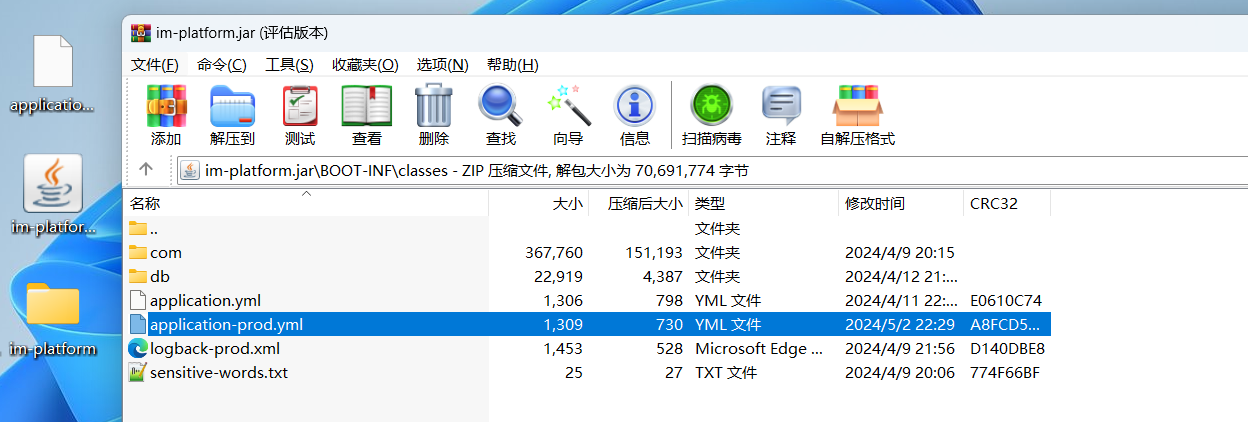 im-platform.jar (评估版本)
文件(F) 命令(C) 工具(S) 收藏夹(O) 选项(N) 帮助(H)
添加 解压到 测试 查看 删除 查找 向导 信息 扫描病毒 注释 自解压格式
im-platform.jar\BOOT-INF\classes - ZIP 压缩文件, 解包大小为 70,691,774 字节
名称 大小 压缩后大小 类型 修改时间 CRC32
.. 文件夹
com 367,760 151,193 文件夹 2024/4/9 20:15
db 22,919 4,387 文件夹 2024/4/12 21:...
application.yml 1,306 798 YML 文件 2024/4/11 22:... E0610C74
application-prod.yml 1,309 730 YML 文件 2024/5/2 22:29 A8FCD5...
logback-prod.xml 1,453 528 Microsoft Edge ... 2024/4/9 21:56 D140DBE8
sensitive-words.txt 25 27 TXT 文件 2024/4/9 20:06 774F66BF
applicatio...
im-platfor...
im-platform